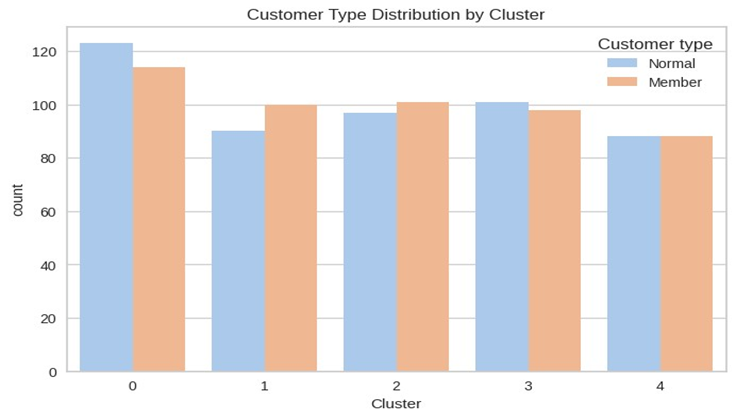 Customer Type Distribution by Cluster
Customer type
Normal
Member
120
100
80
60
40
20
0
count
0 1 2 3 4
Cluster